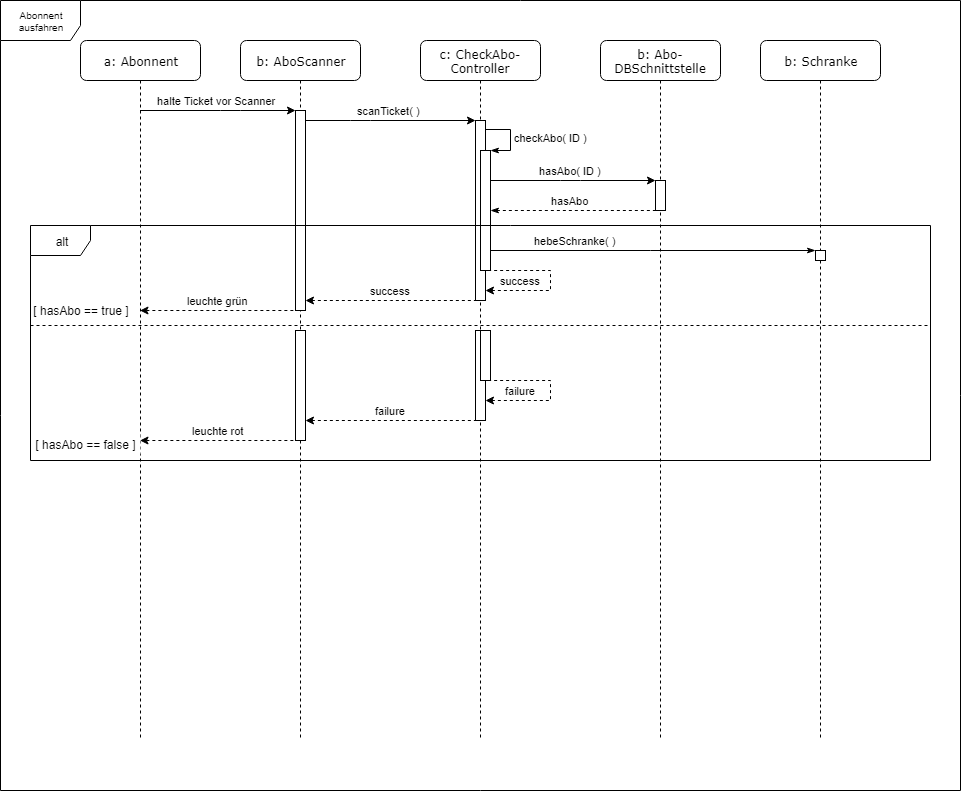 Abonnent
ausfahren
a: Abonnent
b: AboScanner
c: CheckAbo-
Controller
b: Abo-
DBSchnittstelle
b: Schranke
halte Ticket vor Scanner
scanTicket( )
checkAbo( ID )
hasAbo( ID )
hasAbo
alt
hebeSchranke( )
success
success
leuchte grün
[ hasAbo == true ]
failure
failure
leuchte rot
[ hasAbo == false ]